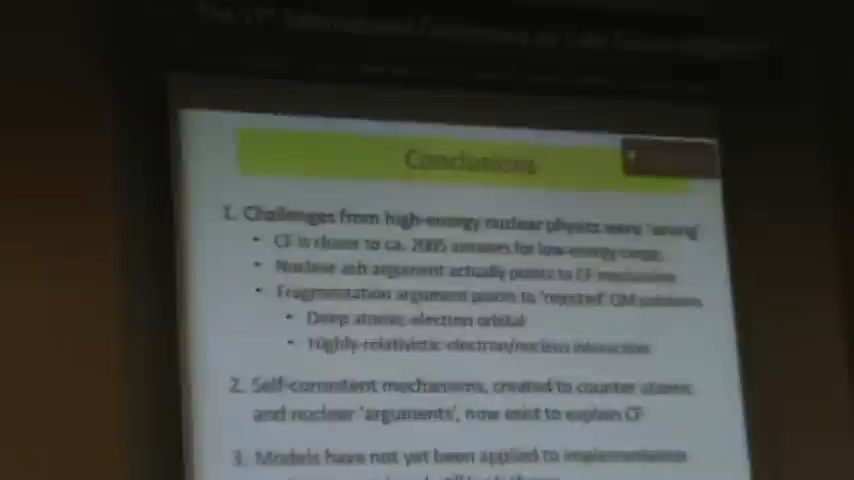 Conclusions
1. Challenges from high-energy nuclear physics were 'wrong'
• CF is closer to ca. 2005 answers for low-energy
• Nuclear ash argument actually points to CF mechanism
• Fragmentation argument points to 'rejected' QM solutions
• Deep atomic-electron orbital
• Highly-relativistic electron/nucleus interaction
2. Self-consistent mechanisms, created to counter atomic
and nuclear 'arguments', now exist to explain CF
3. Models have not yet been applied to implementation